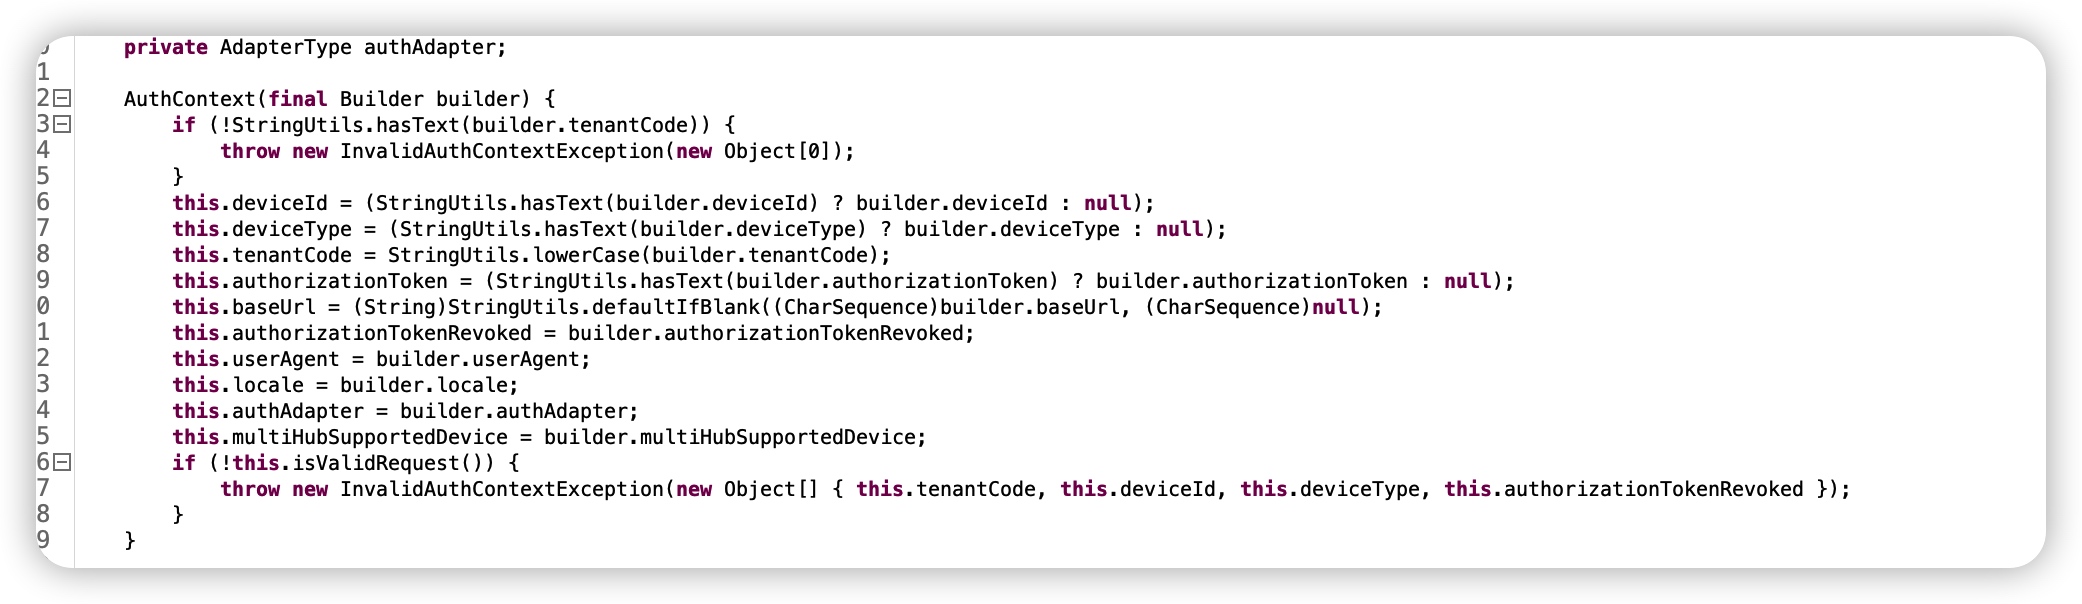 private AdapterType authAdapter;
1
2    AuthContext(final Builder builder) {
3        if (!StringUtils.hasText(builder.tenantCode)) {
4            throw new InvalidAuthContextException(new Object[0]);
5        }
6        this.deviceId = (StringUtils.hasText(builder.deviceId) ? builder.deviceId : null);
7        this.deviceType = (StringUtils.hasText(builder.deviceType) ? builder.deviceType : null);
8        this.tenantCode = StringUtils.lowerCase(builder.tenantCode);
9        this.authorizationToken = (StringUtils.hasText(builder.authorizationToken) ? builder.authorizationToken : null);
0        this.baseUrl = (String)StringUtils.defaultIfBlank((CharSequence)builder.baseUrl, (CharSequence)null);
1        this.authorizationTokenRevoked = builder.authorizationTokenRevoked;
2        this.userAgent = builder.userAgent;
3        this.locale = builder.locale;
4        this.authAdapter = builder.authAdapter;
5        this.multiHubSupportedDevice = builder.multiHubSupportedDevice;
6        if (!this.isValidRequest()) {
7            throw new InvalidAuthContextException(new Object[] { this.tenantCode, this.deviceId, this.deviceType, this.authorizationTokenRevoked });
8        }
9    }